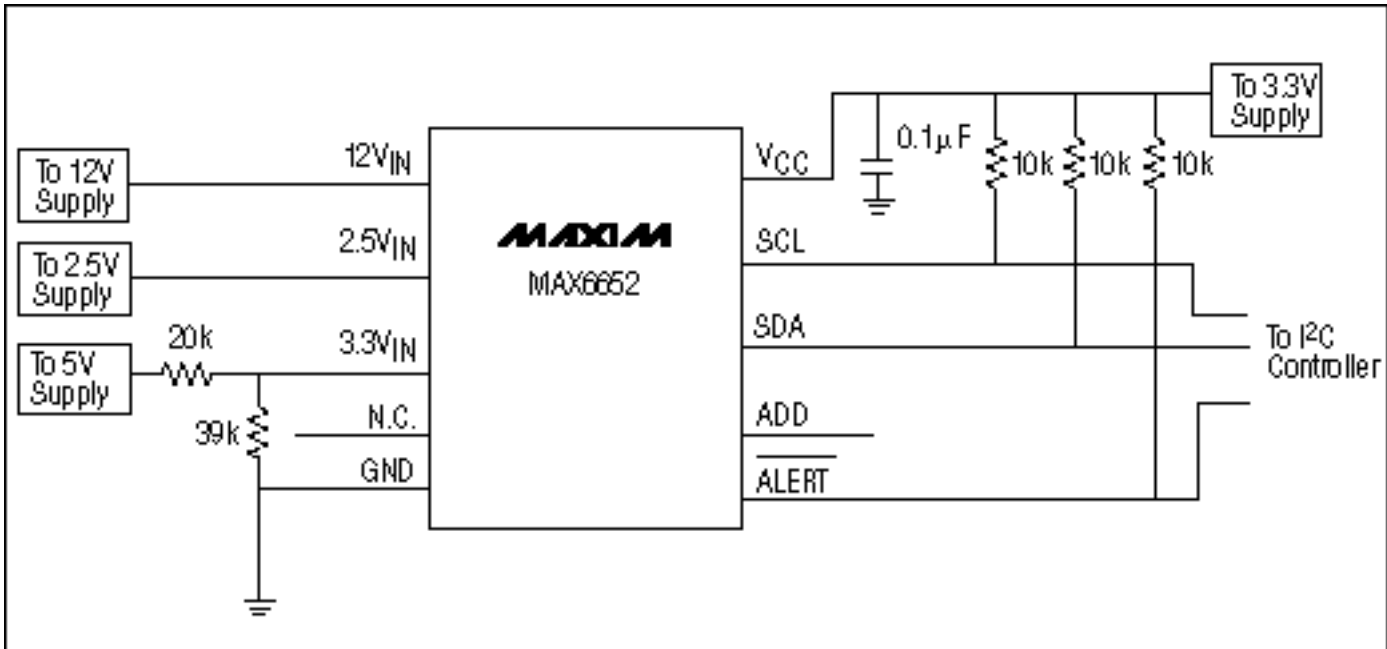 To 12V
Supply
To 2.5V
Supply
To 5V
Supply
20k
39k
12VIN
2.5VIN
3.3VIN
N.C.
GND
MAXIM
MAX6652
VCC
SCL
SDA
ADD
ALERT
0.1μF
10k
10k
10k
To 3.3V
Supply
To I²C
Controller